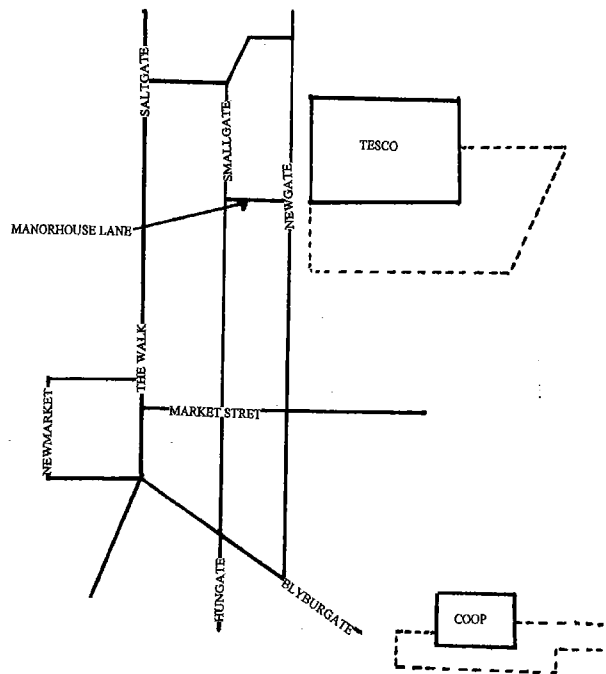 SALTGATE
SMALLGATE
TESCO
NEWGATE
MANORHOUSE LANE
THE WALK
NEWMARKET
MARKET STRET
HUNGATE
BLYBURGATE
COOP